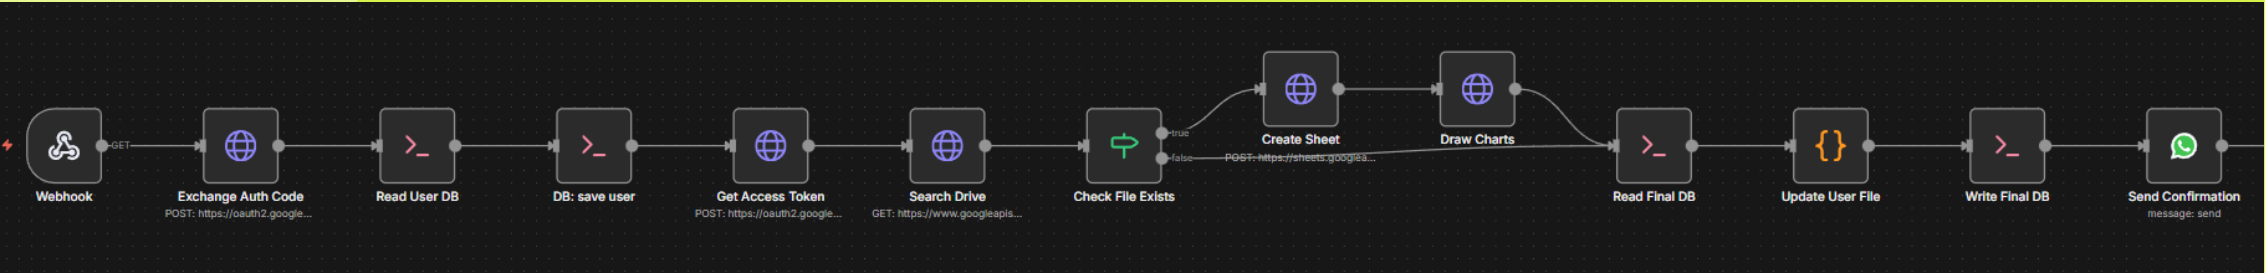 GET
Webhook
Exchange Auth Code
POST: https://oauth2.google...
Read User DB
DB: save user
Get Access Token
POST: https://oauth2.google...
Search Drive
GET: https://www.googleapis...
Check File Exists
true
false
Create Sheet
POST: https://sheets.googlea...
Draw Charts
Read Final DB
Update User File
Write Final DB
Send Confirmation
message: send